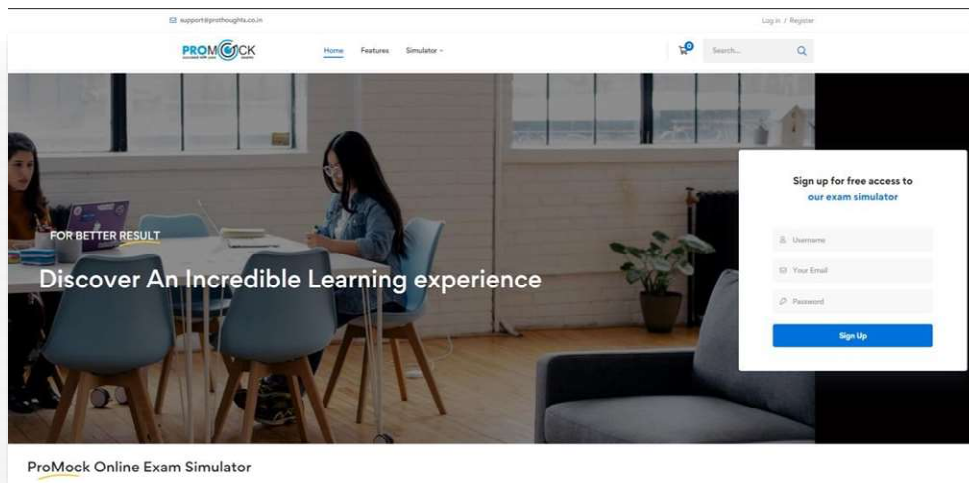 support@prothoughts.co.in
Log in / Register
PROMOCK
Home
Features
Simulator
0
Search...
Sign up for free access to
our exam simulator
Username
Your Email
Password
Sign Up
FOR BETTER RESULT
Discover An Incredible Learning experience
ProMock Online Exam Simulator